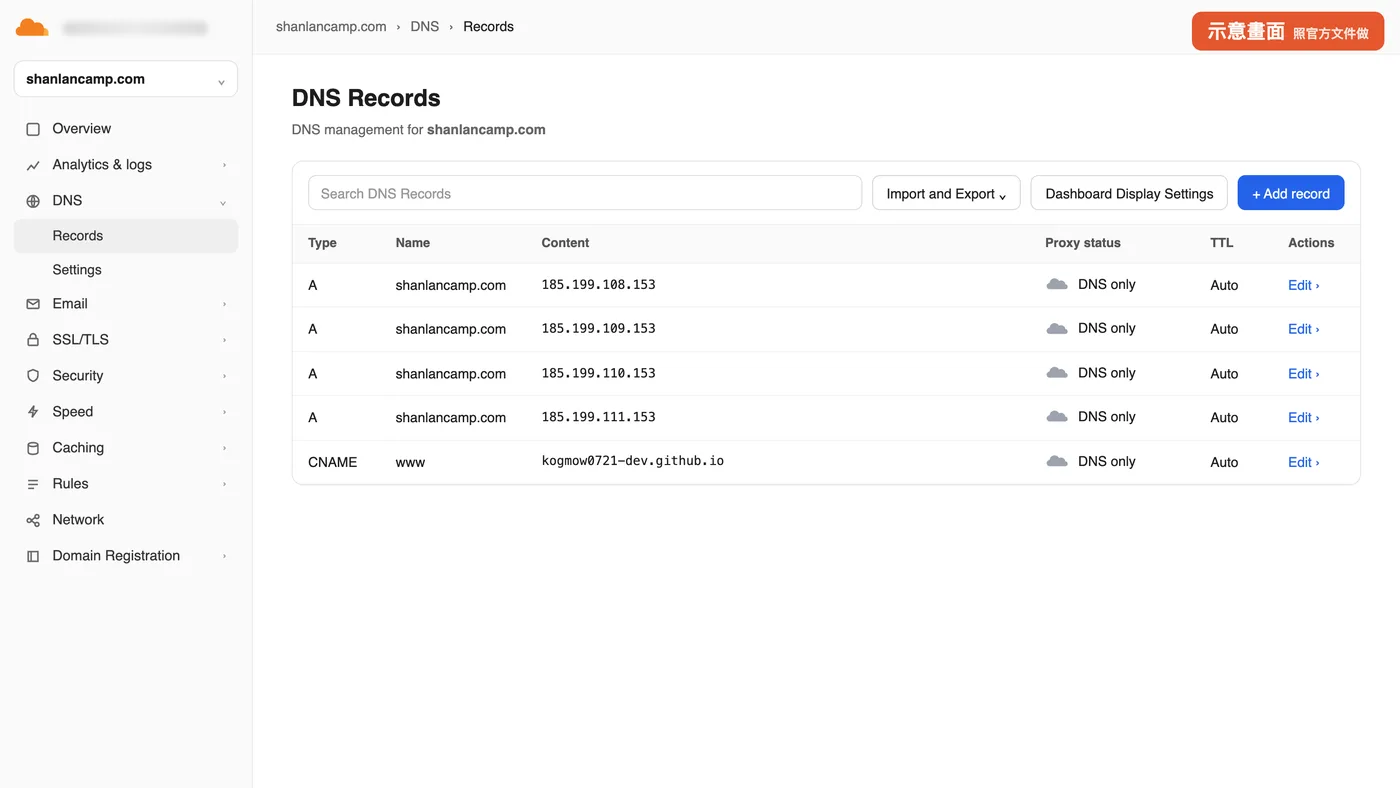 shanlancamp.com › DNS › Records
示意畫面 照官方文件做
shanlancamp.com
Overview
Analytics & logs
DNS
Records
Settings
Email
SSL/TLS
Security
Speed
Caching
Rules
Network
Domain Registration
DNS Records
DNS management for shanlancamp.com
Search DNS Records
Import and Export
Dashboard Display Settings
+ Add record
Type Name Content Proxy status TTL Actions
A shanlancamp.com 185.199.108.153 DNS only Auto Edit ›
A shanlancamp.com 185.199.109.153 DNS only Auto Edit ›
A shanlancamp.com 185.199.110.153 DNS only Auto Edit ›
A shanlancamp.com 185.199.111.153 DNS only Auto Edit ›
CNAME www kogmow0721-dev.github.io DNS only Auto Edit ›